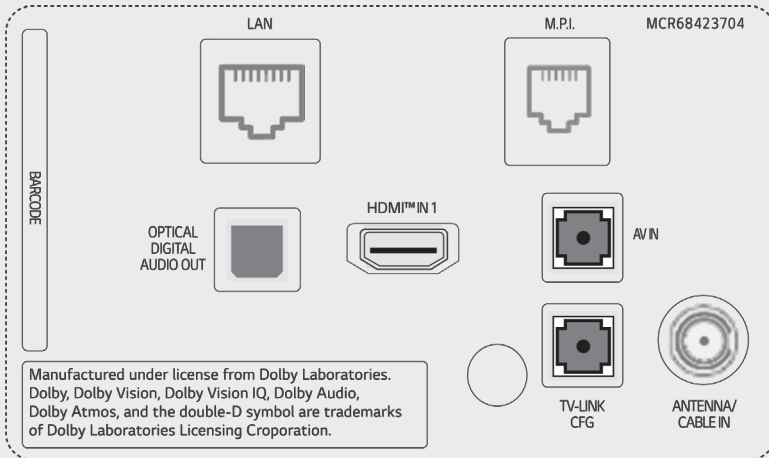 LAN
M.P.I.
MCR68423704
BARCODE
OPTICAL
DIGITAL
AUDIO OUT
HDMI™ IN 1
AV IN
Manufactured under license from Dolby Laboratories.
Dolby, Dolby Vision, Dolby Vision IQ, Dolby Audio,
Dolby Atmos, and the double-D symbol are trademarks
of Dolby Laboratories Licensing Croporation.
TV-LINK
CFG
ANTENNA/
CABLE IN